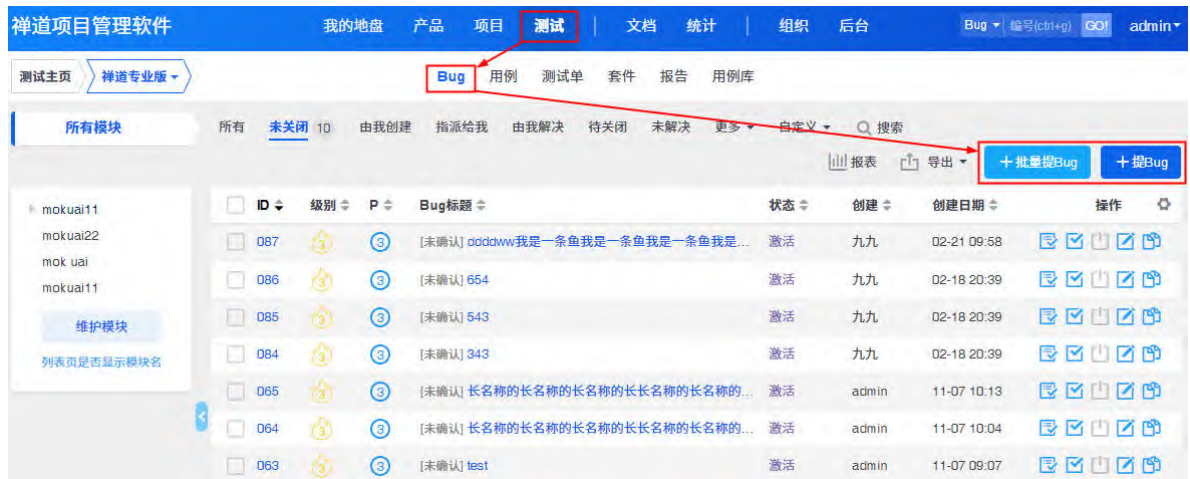 禅道项目管理软件 我的地盘 产品 项目 测试 文档 统计 组织 后台 Bug 编号(ctrl+g) GO! admin
测试主页 禅道专业版 Bug 用例 测试单 套件 报告 用例库
所有模块 所有 未关闭 10 由我创建 指派给我 由我解决 待关闭 未解决 更多 自定义 搜索
报表 导出 +批量提Bug +提Bug
mokuai11
mokuai22
mok uai
mokuai11
维护模块
列表页是否显示模块名
ID 级别 P Bug标题 状态 创建 创建日期 操作
087 3 3 [未确认] ddddww我是一条鱼我是一条鱼我是一条鱼我是... 激活 九九 02-21 09:58
086 3 3 [未确认] 654 激活 九九 02-18 20:39
085 3 3 [未确认] 543 激活 九九 02-18 20:39
084 3 3 [未确认] 343 激活 九九 02-18 20:39
065 3 3 [未确认] 长名称的长名称的长名称的长长名称的长名称的... 激活 admin 11-07 10:13
064 3 3 [未确认] 长名称的长名称的长名称的长长名称的长名称的... 激活 admin 11-07 10:04
063 3 3 [未确认] test 激活 admin 11-07 09:07